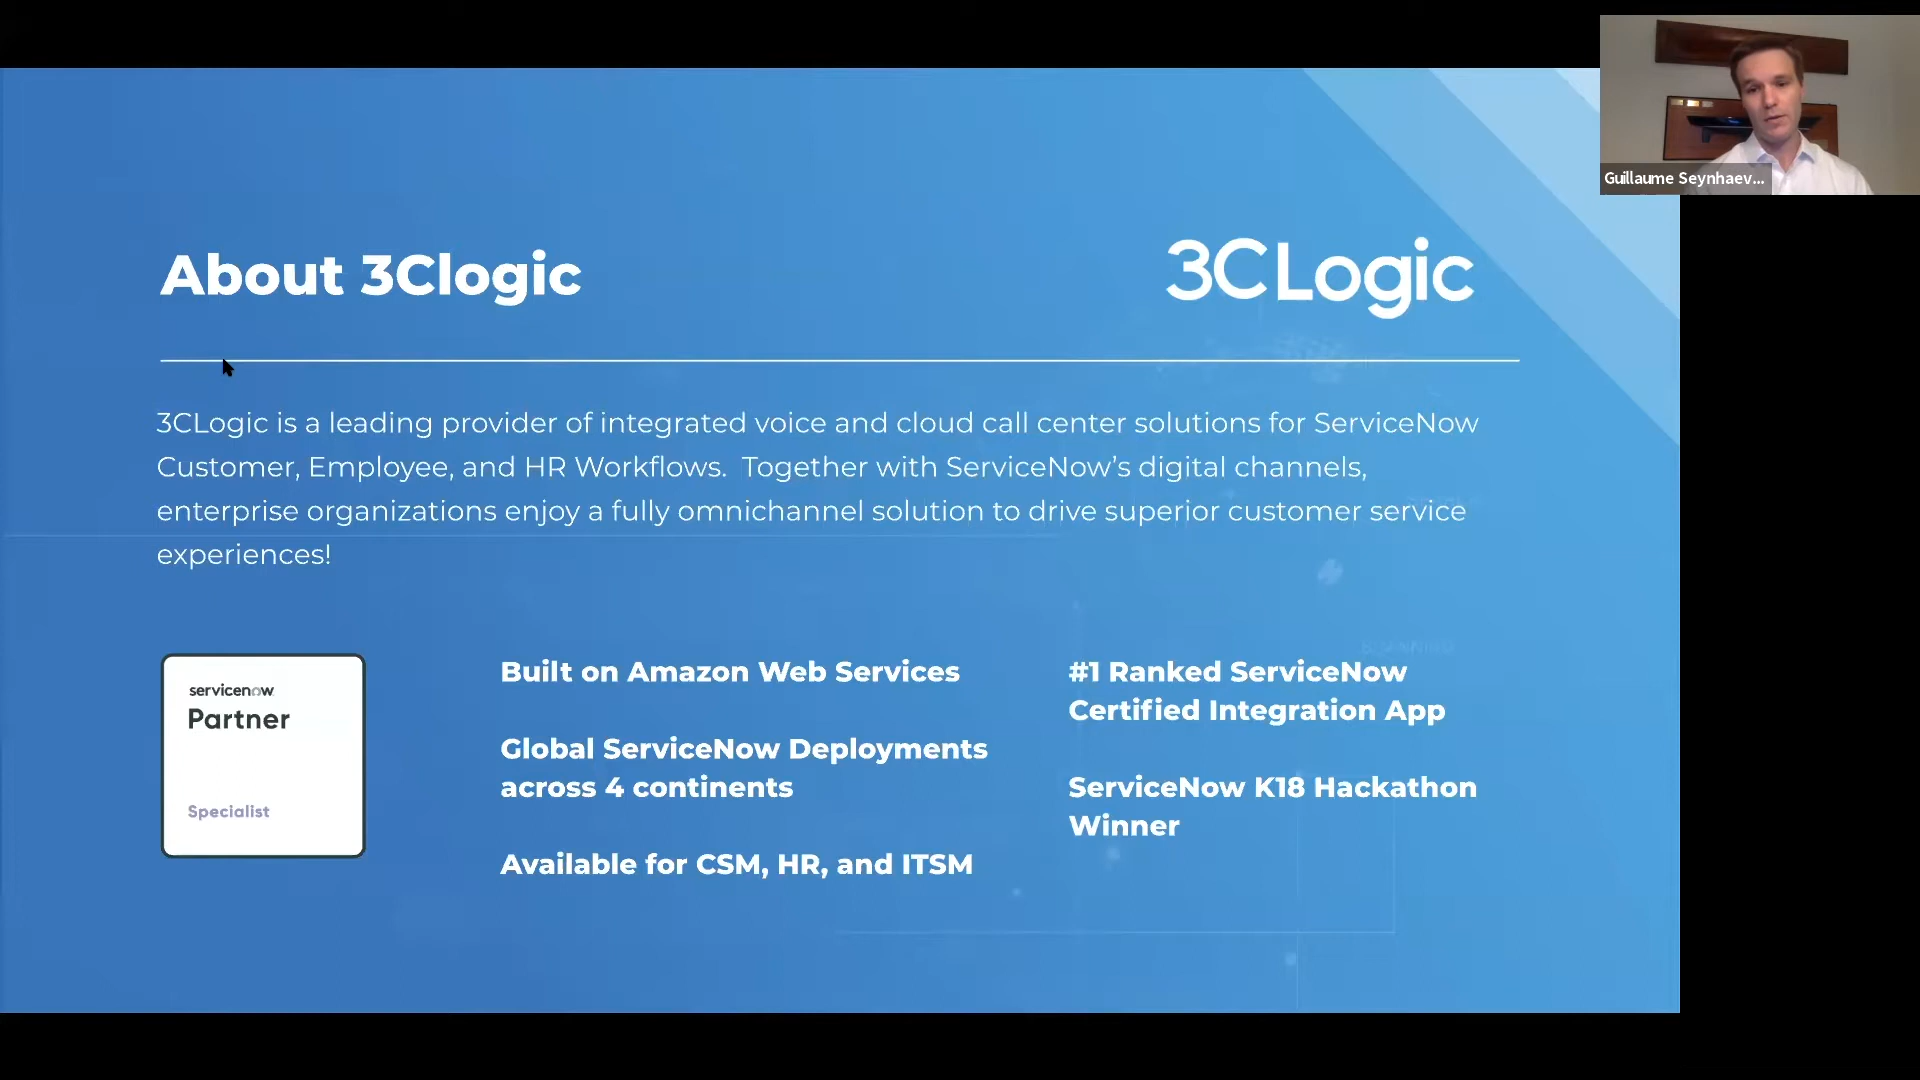 Guillaume Seynhaev...
About 3Clogic
3CLogic
3CLogic is a leading provider of integrated voice and cloud call center solutions for ServiceNow
Customer, Employee, and HR Workflows.  Together with ServiceNow’s digital channels,
enterprise organizations enjoy a fully omnichannel solution to drive superior customer service
experiences!
servicenow
Partner
Specialist
Built on Amazon Web Services
Global ServiceNow Deployments
across 4 continents
Available for CSM, HR, and ITSM
#1 Ranked ServiceNow
Certified Integration App
ServiceNow K18 Hackathon
Winner